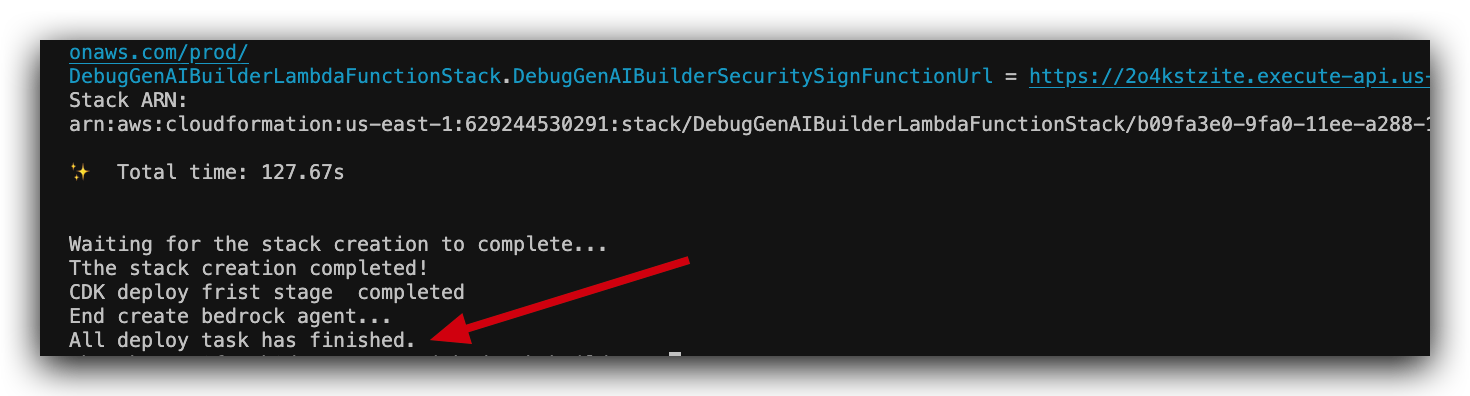 onaws.com/prod/
DebugGenAIBuilderLambdaFunctionStack.DebugGenAIBuilderSecuritySignFunctionUrl = https://2o4kstzite.execute-api.us-
Stack ARN:
arn:aws:cloudformation:us-east-1:629244530291:stack/DebugGenAIBuilderLambdaFunctionStack/b09fa3e0-9fa0-11ee-a288-1
✨ Total time: 127.67s
Waiting for the stack creation to complete...
Tthe stack creation completed!
CDK deploy frist stage  completed
End create bedrock agent...
All deploy task has finished.